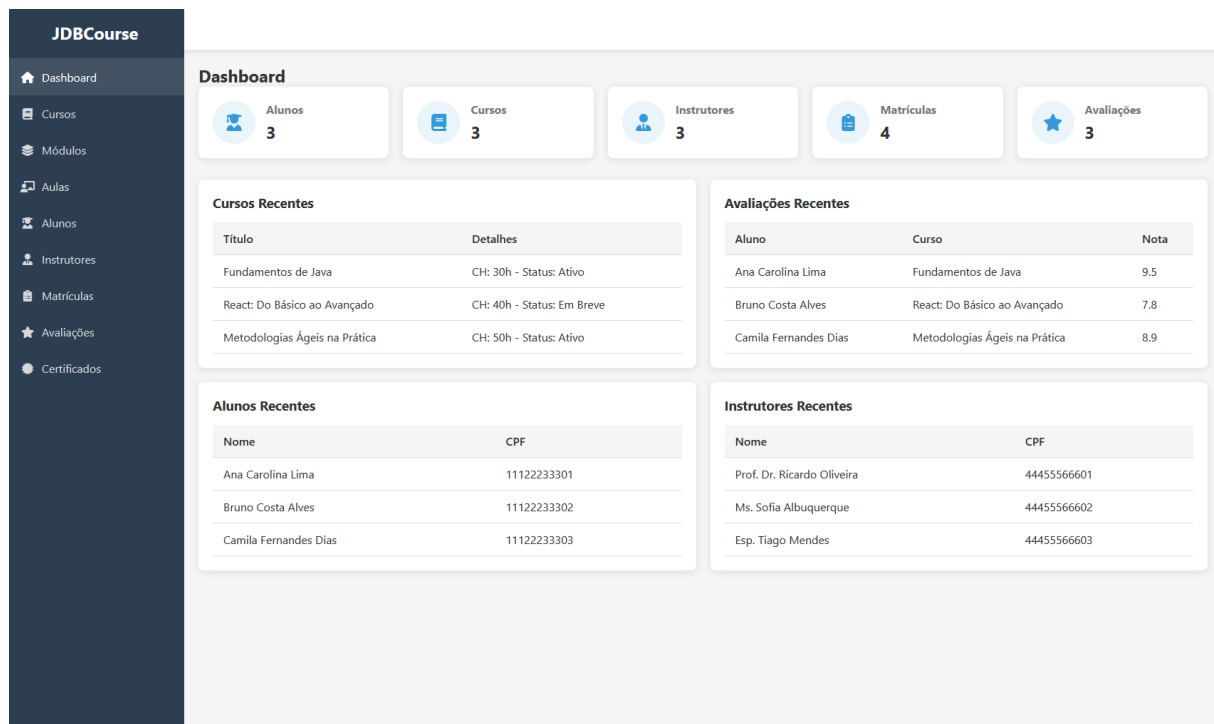 JDBCourse
Dashboard
Cursos
Módulos
Aulas
Alunos
Instrutores
Matrículas
Avaliações
Certificados
Dashboard
Alunos
3
Cursos
3
Instrutores
3
Matrículas
4
Avaliações
3
Cursos Recentes
Título Detalhes
Fundamentos de Java CH: 30h - Status: Ativo
React: Do Básico ao Avançado CH: 40h - Status: Em Breve
Metodologias Ágeis na Prática CH: 50h - Status: Ativo
Avaliações Recentes
Aluno Curso Nota
Ana Carolina Lima Fundamentos de Java 9.5
Bruno Costa Alves React: Do Básico ao Avançado 7.8
Camila Fernandes Dias Metodologias Ágeis na Prática 8.9
Alunos Recentes
Nome CPF
Ana Carolina Lima 11122233301
Bruno Costa Alves 11122233302
Camila Fernandes Dias 11122233303
Instrutores Recentes
Nome CPF
Prof. Dr. Ricardo Oliveira 44455566601
Ms. Sofia Albuquerque 44455566602
Esp. Tiago Mendes 44455566603